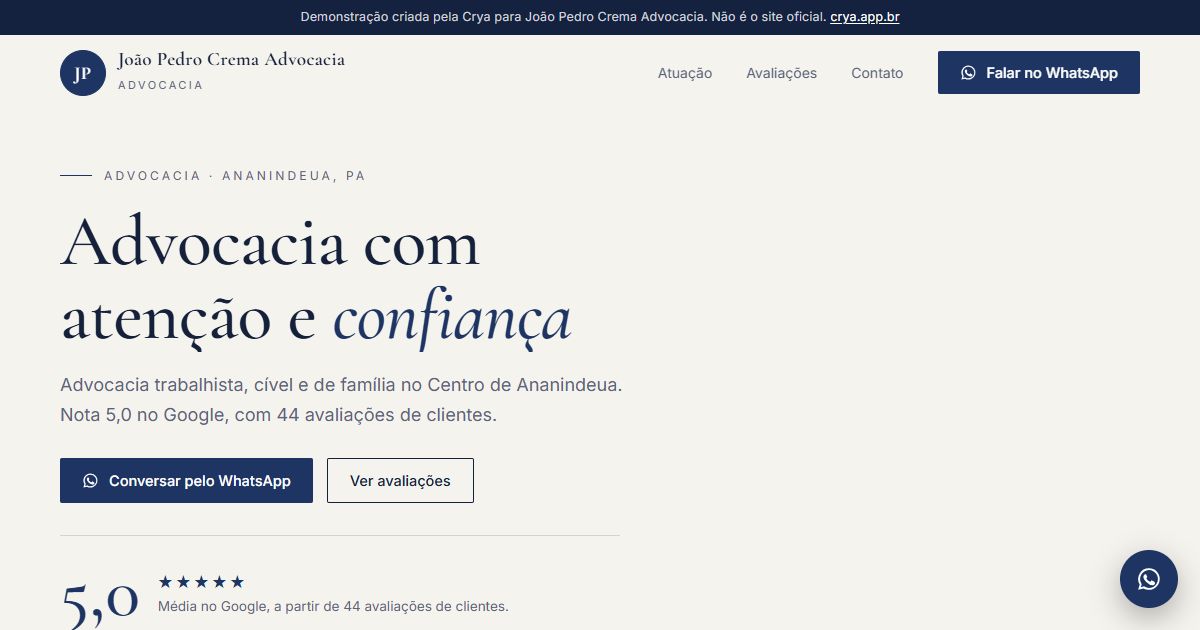 Demonstração criada pela Crya para João Pedro Crema Advocacia. Não é o site oficial. crya.app.br
JP
João Pedro Crema Advocacia
ADVOCACIA
Atuação
Avaliações
Contato
Falar no WhatsApp
ADVOCACIA · ANANINDEUA, PA
Advocacia com
atenção e confiança
Advocacia trabalhista, cível e de família no Centro de Ananindeua.
Nota 5,0 no Google, com 44 avaliações de clientes.
Conversar pelo WhatsApp
Ver avaliações
5,0
★★★★★
Média no Google, a partir de 44 avaliações de clientes.